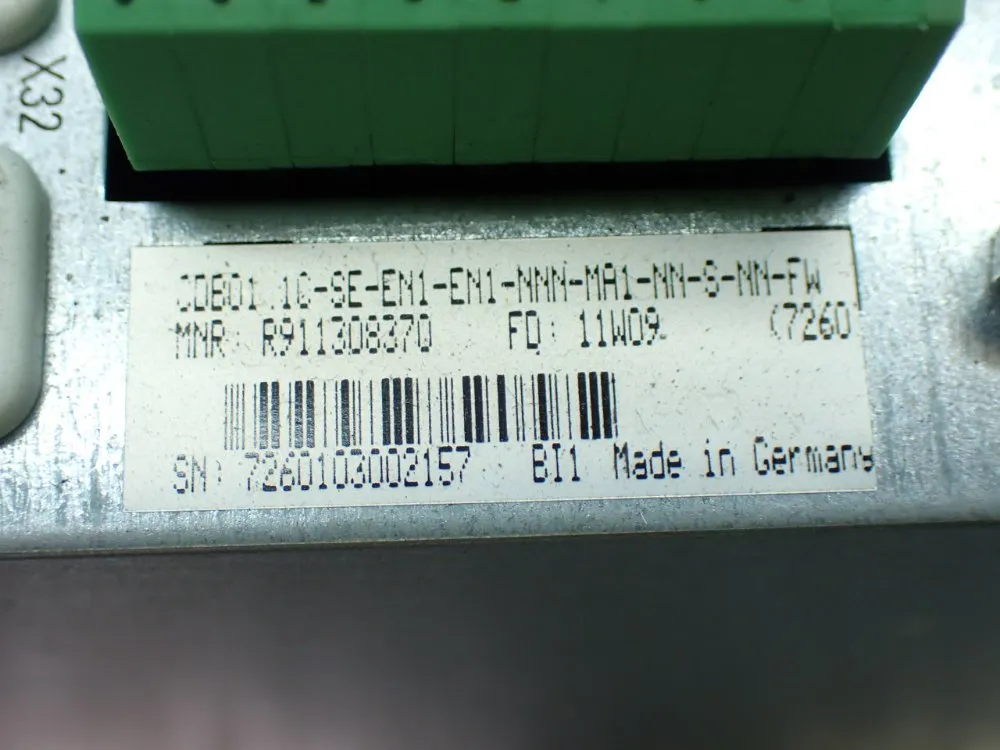 X32
CDB01.1C-SE-EN1-EN1-NNN-MA1-NN-S-NN-FW
MNR: R911308370 FD: 11W09 (7260
SN: 7260103002157 BI1 Made in Germany